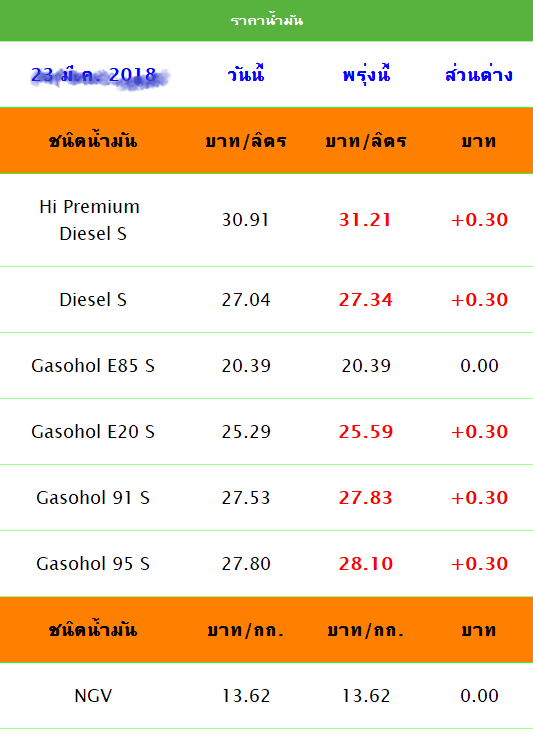 ราคาน้ำมัน
23 มี.ค. 2018 วันนี้ พรุ่งนี้ ส่วนต่าง
ชนิดน้ำมัน บาท/ลิตร บาท/ลิตร บาท
Hi Premium
Diesel S 30.91 31.21 +0.30
Diesel S 27.04 27.34 +0.30
Gasohol E85 S 20.39 20.39 0.00
Gasohol E20 S 25.29 25.59 +0.30
Gasohol 91 S 27.53 27.83 +0.30
Gasohol 95 S 27.80 28.10 +0.30
ชนิดน้ำมัน บาท/กก. บาท/กก. บาท
NGV 13.62 13.62 0.00